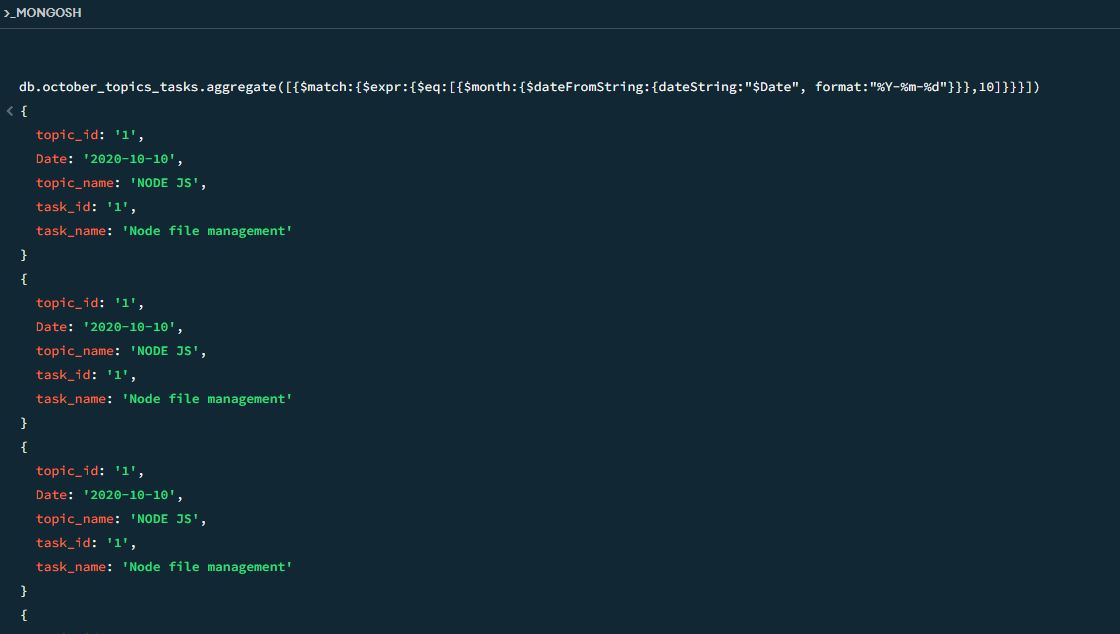 >_MONGOSH
db.october_topics_tasks.aggregate([{$match:{$expr:{$eq:[{$month:{$dateFromString:{dateString:"$Date", format:"%Y-%m-%d"}}},10]}}}])
< {
topic_id: '1',
Date: '2020-10-10',
topic_name: 'NODE JS',
task_id: '1',
task_name: 'Node file management'
}
{
topic_id: '1',
Date: '2020-10-10',
topic_name: 'NODE JS',
task_id: '1',
task_name: 'Node file management'
}
{
topic_id: '1',
Date: '2020-10-10',
topic_name: 'NODE JS',
task_id: '1',
task_name: 'Node file management'
}
{